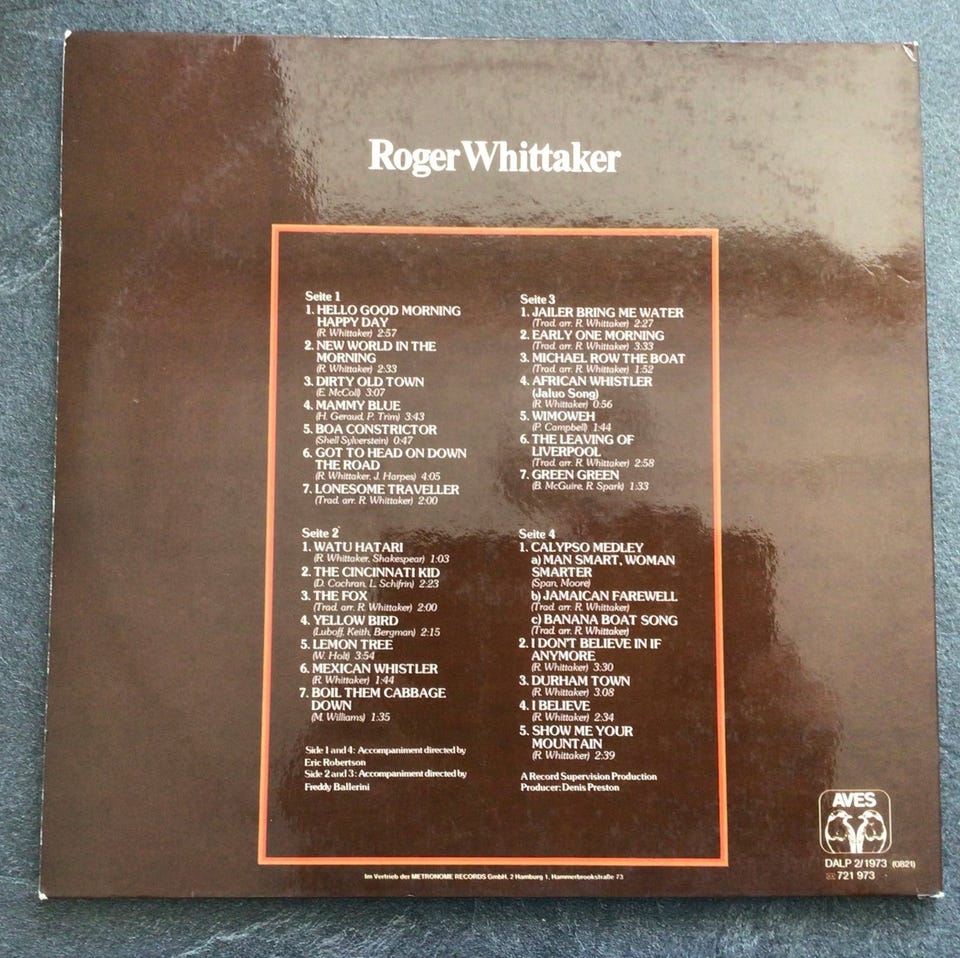 Roger Whittaker
Seite 1
1. HELLO GOOD MORNING
HAPPY DAY
(R. Whittaker) 2:57
2. NEW WORLD IN THE
MORNING
(R. Whittaker) 2:33
3. DIRTY OLD TOWN
(E. McColl) 3:07
4. MAMMY BLUE
(H. Geraud, P. Trim) 3:43
5. BOA CONSTRICTOR
(Shell Sylverstein) 0:47
6. GOT TO HEAD ON DOWN
THE ROAD
(R. Whittaker, J. Harpes) 4:05
7. LONESOME TRAVELLER
(Trad. arr. R. Whittaker) 2:00
Seite 2
1. WATU HATARI
(R. Whittaker, Shakespear) 1:03
2. THE CINCINNATI KID
(D. Cochran, L. Schifrin) 2:23
3. THE FOX
(Trad. arr. R. Whittaker) 2:00
4. YELLOW BIRD
(Luboff, Keith, Bergman) 2:15
5. LEMON TREE
(W. Holt) 3:54
6. MEXICAN WHISTLER
(R. Whittaker) 1:44
7. BOIL THEM CABBAGE
DOWN
(M. Williams) 1:35
Side 1 and 4: Accompaniment directed by
Eric Robertson
Side 2 and 3: Accompaniment directed by
Freddy Ballerini
Seite 3
1. JAILER BRING ME WATER
(Trad. arr. R. Whittaker) 2:27
2. EARLY ONE MORNING
(Trad. arr. R. Whittaker) 3:33
3. MICHAEL ROW THE BOAT
(Trad. arr. R. Whittaker) 1:52
4. AFRICAN WHISTLER
(Jaluo Song)
(R. Whittaker) 0:56
5. WIMOWEH
(P. Campbell) 1:44
6. THE LEAVING OF
LIVERPOOL
(Trad. arr. R. Whittaker) 2:58
7. GREEN GREEN
(B. McGuire, R. Spark) 1:33
Seite 4
1. CALYPSO MEDLEY
a) MAN SMART, WOMAN
SMARTER
(Span, Moore)
b) JAMAICAN FAREWELL
(Trad. arr. R. Whittaker)
c) BANANA BOAT SONG
(Trad. arr. R. Whittaker)
2. I DON'T BELIEVE IN IF
ANYMORE
(R. Whittaker) 3:30
3. DURHAM TOWN
(R. Whittaker) 3.08
4. I BELIEVE
(R. Whittaker) 2:34
5. SHOW ME YOUR
MOUNTAIN
(R. Whittaker) 2:39
A Record Supervision Production
Producer: Denis Preston
AVES
DALP 2/1973 (0821)
721 973
Im Vertrieb der METRONOME RECORDS GmbH, 2 Hamburg 1, Hammerbrookstraße 73